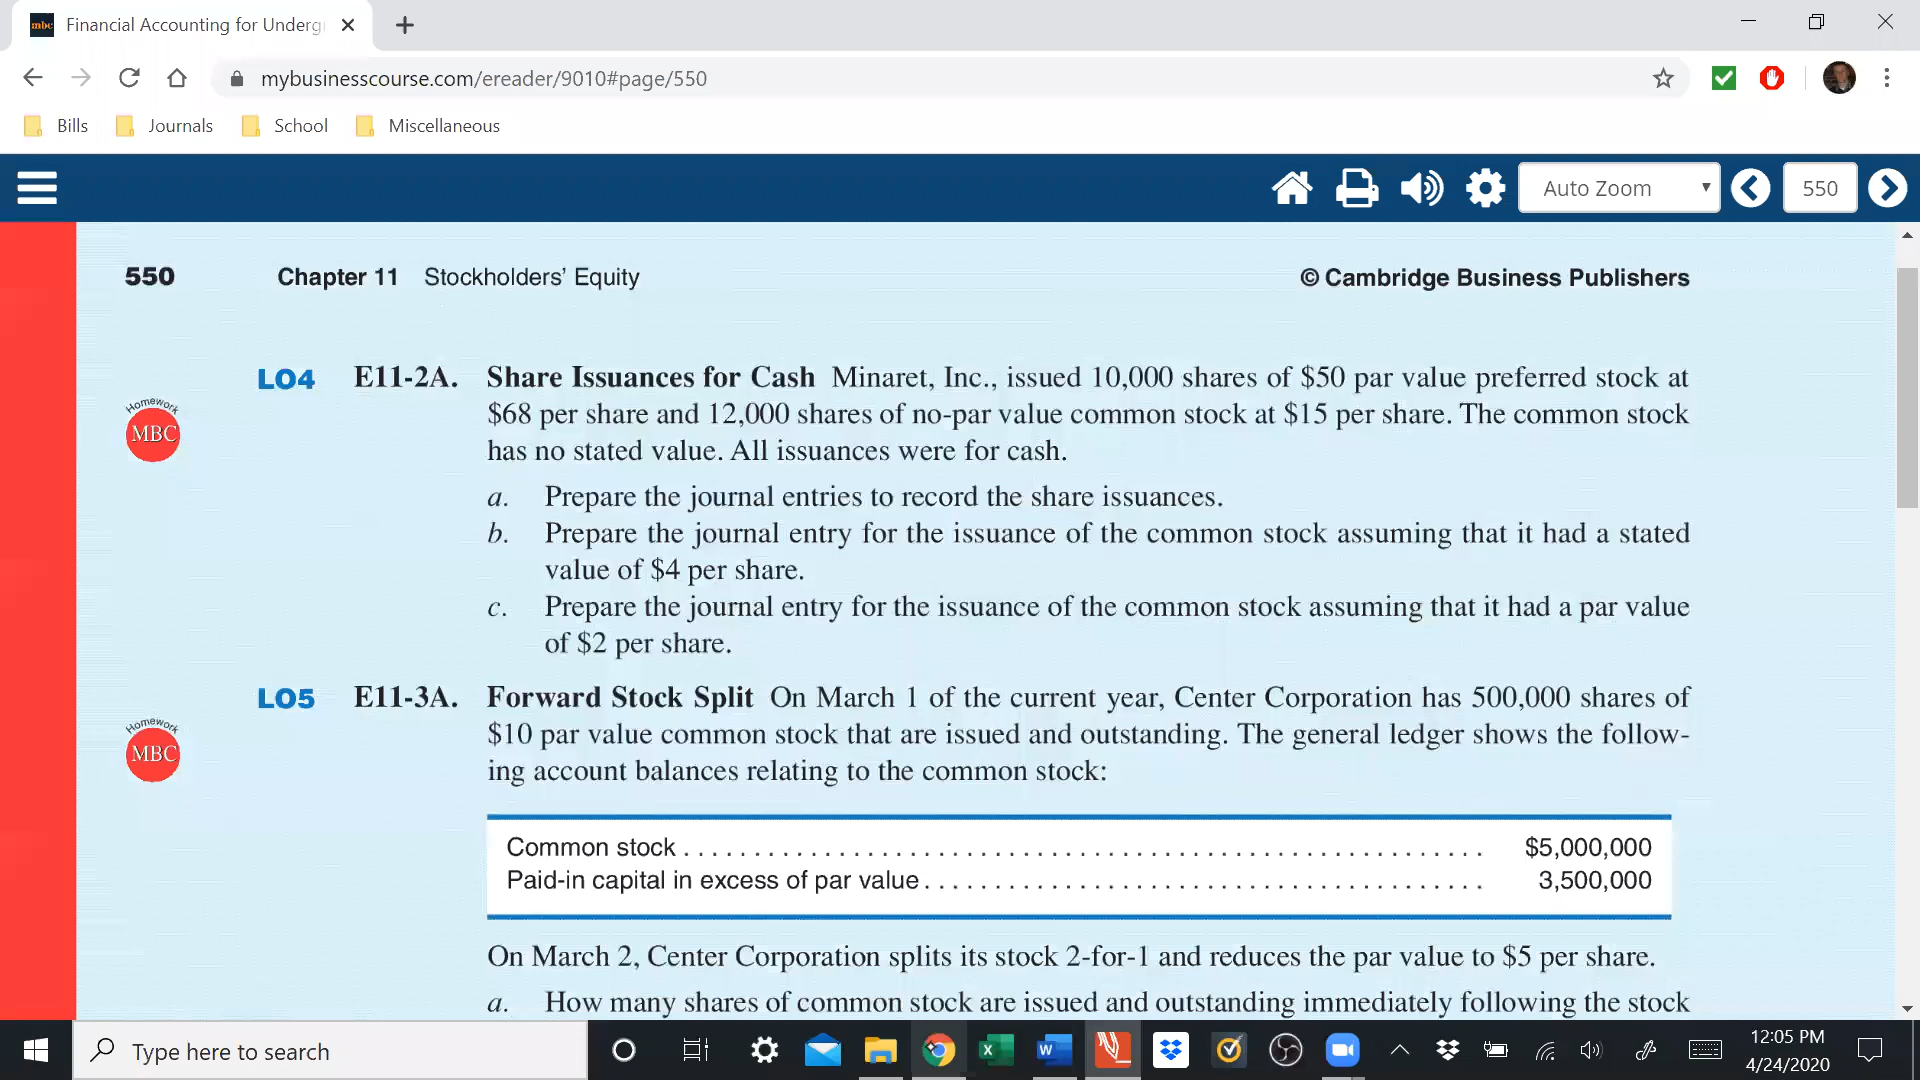 Financial Accounting for Underg
mybusinesscourse.com/ereader/9010#page/550
Bills Journals School Miscellaneous
Auto Zoom 550
550 Chapter 11 Stockholders' Equity © Cambridge Business Publishers
LO4 E11-2A. Share Issuances for Cash Minaret, Inc., issued 10,000 shares of $50 par value preferred stock at
$68 per share and 12,000 shares of no-par value common stock at $15 per share. The common stock
has no stated value. All issuances were for cash.
Homework
MBC
a. Prepare the journal entries to record the share issuances.
b. Prepare the journal entry for the issuance of the common stock assuming that it had a stated
value of $4 per share.
c. Prepare the journal entry for the issuance of the common stock assuming that it had a par value
of $2 per share.
LO5 E11-3A. Forward Stock Split On March 1 of the current year, Center Corporation has 500,000 shares of
$10 par value common stock that are issued and outstanding. The general ledger shows the follow-
ing account balances relating to the common stock:
Homework
MBC
Common stock . . . . . . . . . . . . . . . . . . . . . . . . . . . . . . . . . . . . . . . . . . . . . . . . . . . . . . . . . $5,000,000
Paid-in capital in excess of par value . . . . . . . . . . . . . . . . . . . . . . . . . . . . . . . . . . . . . . . . 3,500,000
On March 2, Center Corporation splits its stock 2-for-1 and reduces the par value to $5 per share.
a. How many shares of common stock are issued and outstanding immediately following the stock
Type here to search
12:05 PM
4/24/2020